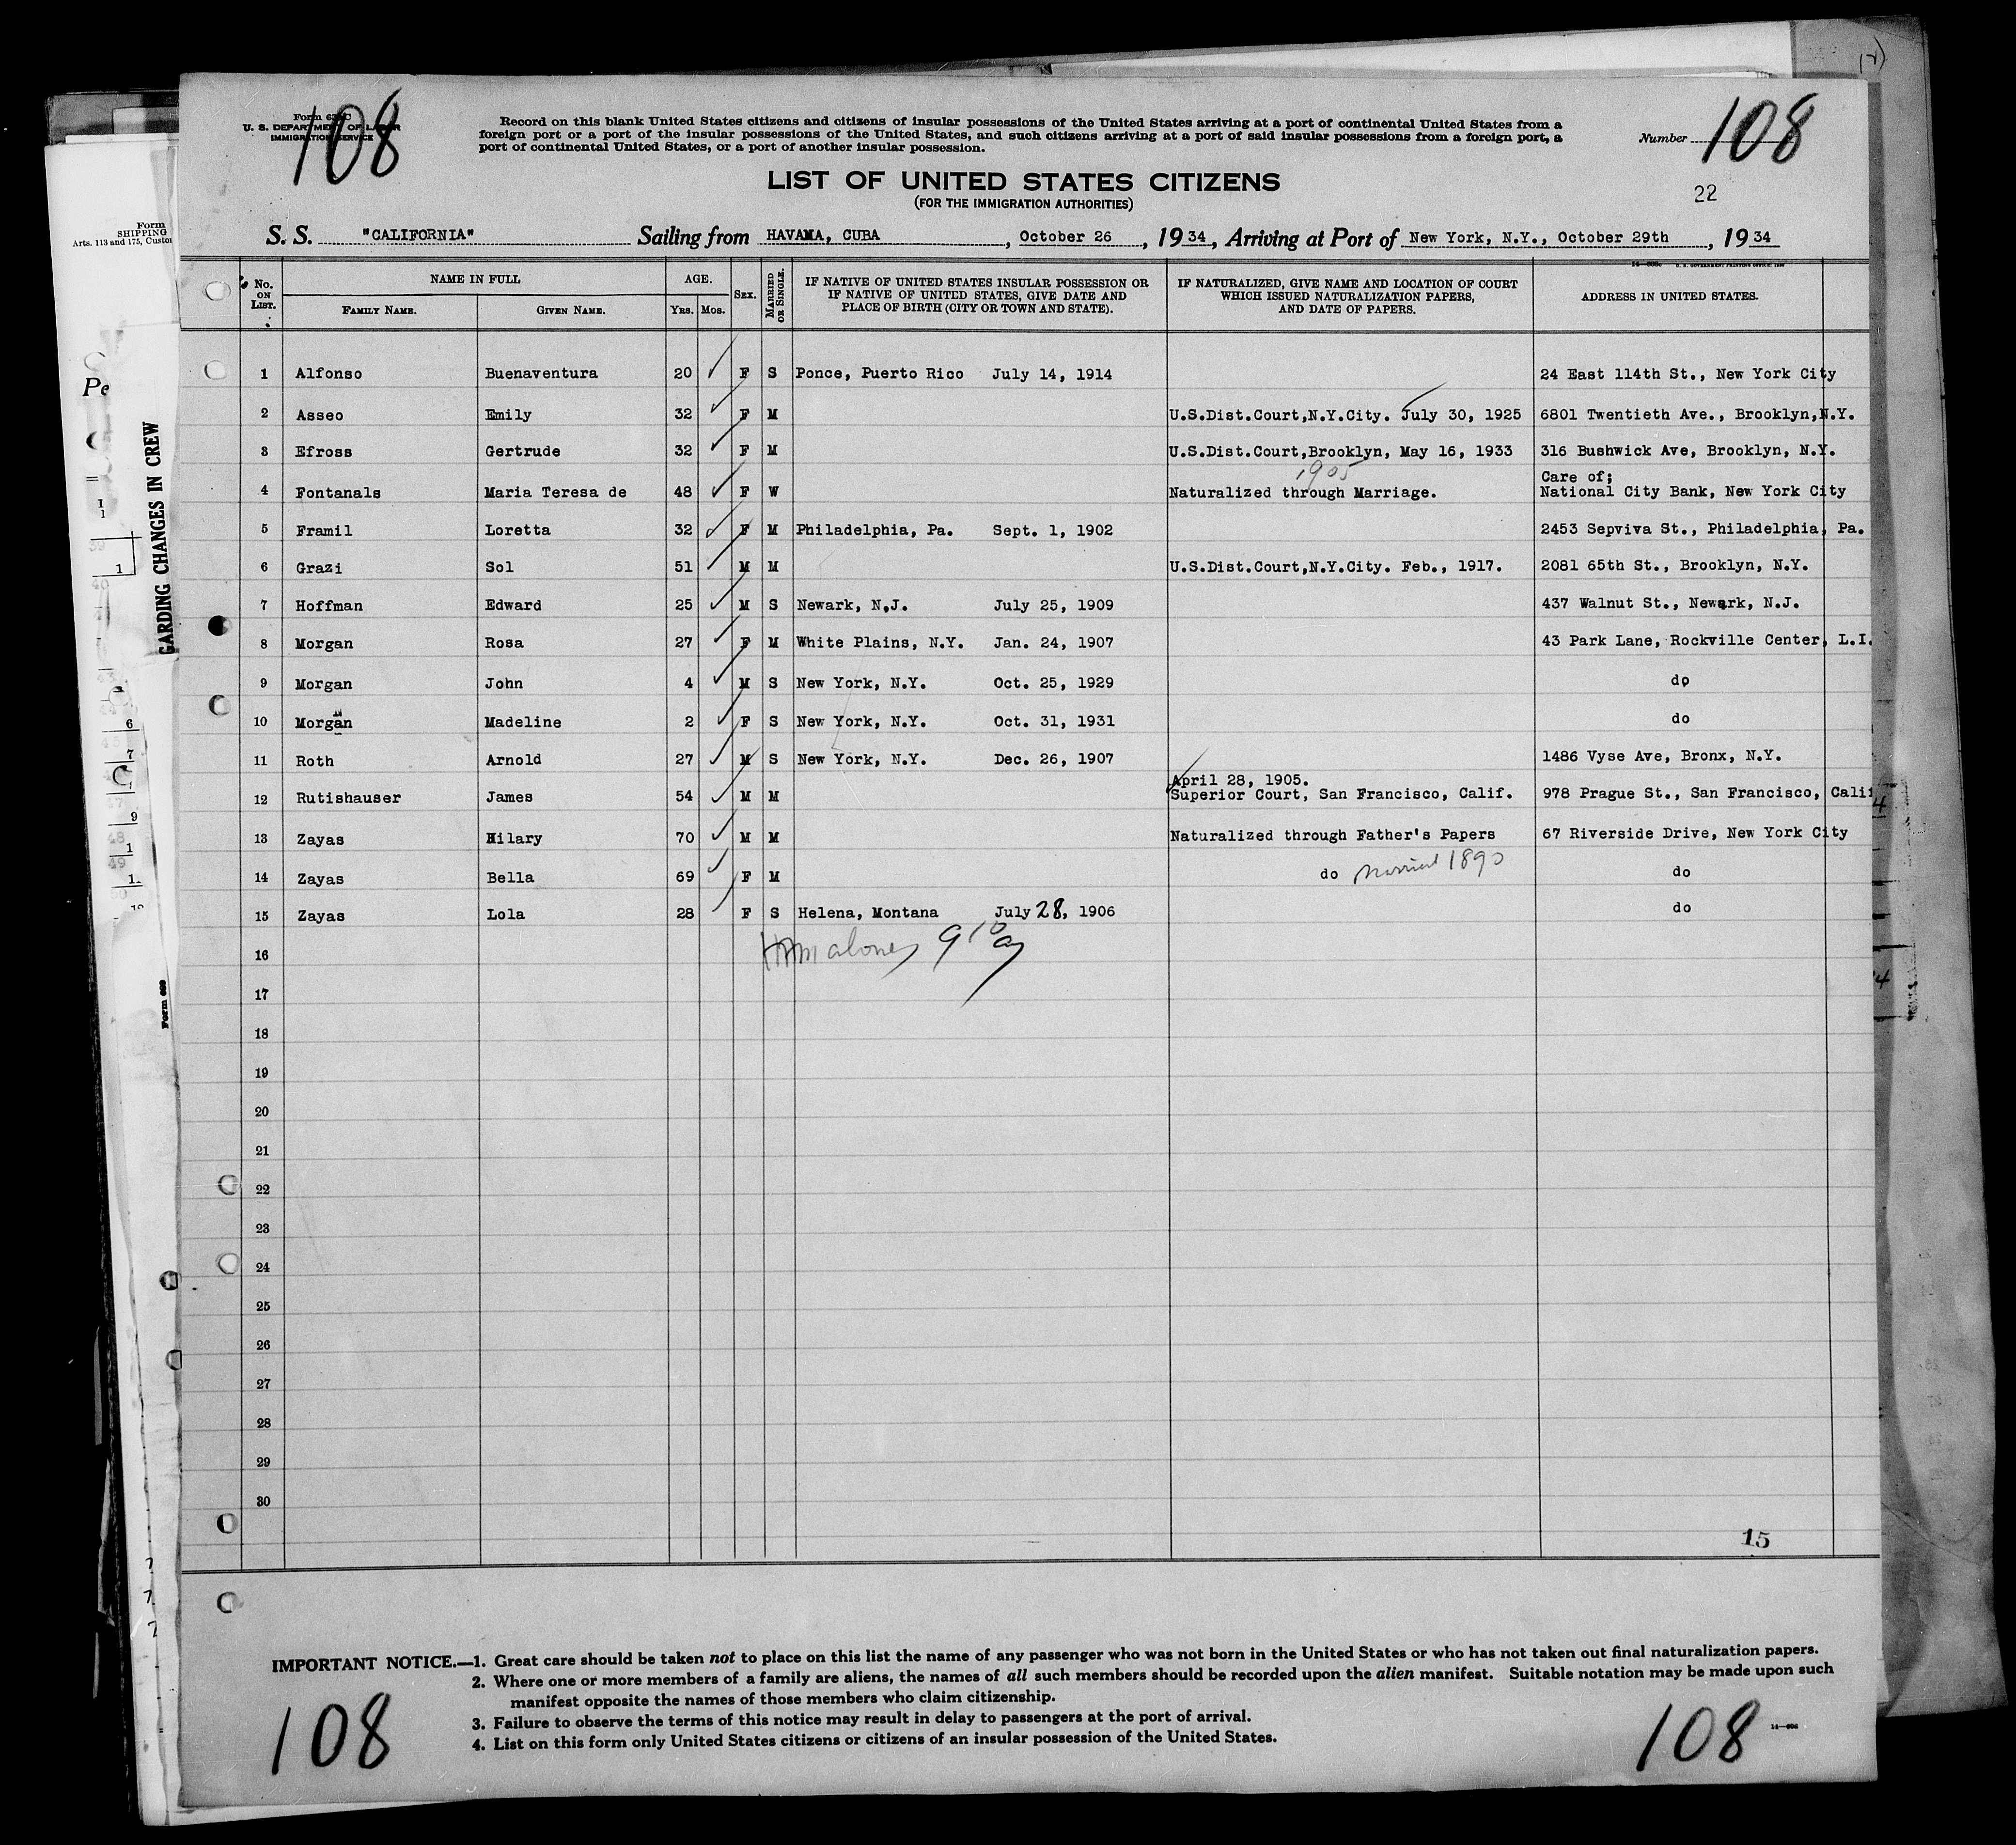 108
Form 630C
U. S. DEPARTMENT OF LABOR
IMMIGRATION SERVICE
Record on this blank United States citizens and citizens of insular possessions of the United States arriving at a port of continental United States from a
foreign port or a port of the insular possessions of the United States, and such citizens arriving at a port of said insular possessions from a foreign port, a
port of continental United States, or a port of another insular possession.
Number 108
LIST OF UNITED STATES CITIZENS
(FOR THE IMMIGRATION AUTHORITIES)
22
S. S. "CALIFORNIA" Sailing from HAVAMA, CUBA, October 26, 1934, Arriving at Port of New York, N.Y., October 29th, 1934
No. ON LIST. NAME IN FULL AGE. SEX. MARRIED OR SINGLE. IF NATIVE OF UNITED STATES INSULAR POSSESSION OR IF NATIVE OF UNITED STATES, GIVE DATE AND PLACE OF BIRTH (CITY OR TOWN AND STATE). IF NATURALIZED, GIVE NAME AND LOCATION OF COURT WHICH ISSUED NATURALIZATION PAPERS, AND DATE OF PAPERS. ADDRESS IN UNITED STATES.
FAMILY NAME. GIVEN NAME. YRS. MOS.
1 Alfonso Buenaventura 20 F S Ponce, Puerto Rico July 14, 1914 24 East 114th St., New York City
2 Asseo Emily 32 F M U.S.Dist.Court,N.Y.City. July 30, 1925 6801 Twentieth Ave., Brooklyn,N.Y.
3 Efross Gertrude 32 F M U.S.Dist.Court,Brooklyn, May 16, 1933 316 Bushwick Ave, Brooklyn, N.Y.
1905 Care of;
4 Fontanals Maria Teresa de 48 F W Naturalized through Marriage. National City Bank, New York City
5 Framil Loretta 32 F M Philadelphia, Pa. Sept. 1, 1902 2453 Sepviva St., Philadelphia, Pa.
6 Grazi Sol 51 M M U.S.Dist.Court,N.Y.City. Feb., 1917. 2081 65th St., Brooklyn, N.Y.
7 Hoffman Edward 25 M S Newark, N.J. July 25, 1909 437 Walnut St., Newark, N.J.
8 Morgan Rosa 27 F M White Plains, N.Y. Jan. 24, 1907 43 Park Lane, Rockville Center, L.I.
9 Morgan John 4 M S New York, N.Y. Oct. 25, 1929 do
10 Morgan Madeline 2 F S New York, N.Y. Oct. 31, 1931 do
11 Roth Arnold 27 M S New York, N.Y. Dec. 26, 1907 1486 Vyse Ave, Bronx, N.Y.
April 28, 1905.
12 Rutishauser James 54 M M Superior Court, San Francisco, Calif. 978 Prague St., San Francisco, Calif
13 Zayas Hilary 70 M M Naturalized through Father's Papers 67 Riverside Drive, New York City
14 Zayas Bella 69 F M do Married 1890 do
15 Zayas Lola 28 F S Helena, Montana July 28, 1906 do
16
17
18
19
20
21
22
23
24
25
26
27
28
29
30
15
IMPORTANT NOTICE.—1. Great care should be taken not to place on this list the name of any passenger who was not born in the United States or who has not taken out final naturalization papers.
2. Where one or more members of a family are aliens, the names of all such members should be recorded upon the alien manifest. Suitable notation may be made upon such
manifest opposite the names of those members who claim citizenship.
3. Failure to observe the terms of this notice may result in delay to passengers at the port of arrival.
4. List on this form only United States citizens or citizens of an insular possession of the United States.
108
108
Form
SHIPPING
Arts. 113 and 175, Custo
Pe
GARDING CHANGES IN CREW